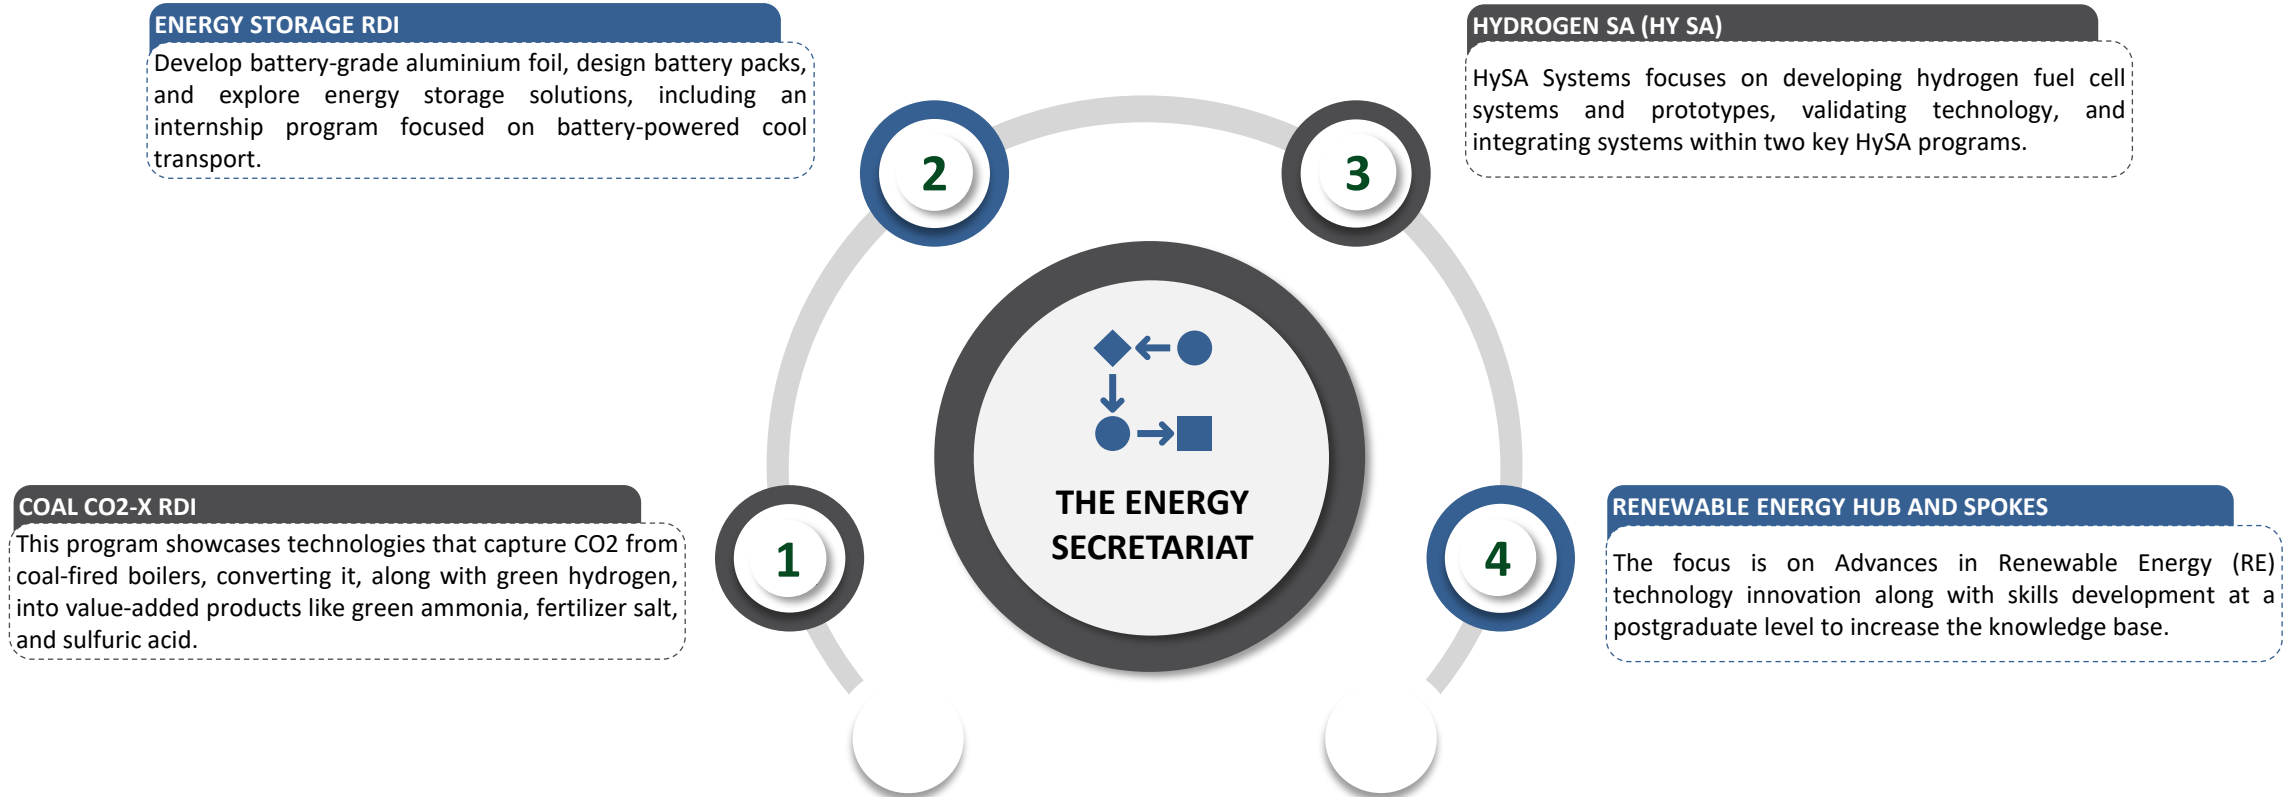 ENERGY STORAGE RDI
Develop battery-grade aluminium foil, design battery packs,
and explore energy storage solutions, including an
internship program focused on battery-powered cool
transport.
HYDROGEN SA (HY SA)
HySA Systems focuses on developing hydrogen fuel cell
systems and prototypes, validating technology, and
integrating systems within two key HySA programs.
2
3
THE ENERGY
SECRETARIAT
COAL CO2-X RDI
This program showcases technologies that capture CO2 from
coal-fired boilers, converting it, along with green hydrogen,
into value-added products like green ammonia, fertilizer salt,
and sulfuric acid.
1
4
RENEWABLE ENERGY HUB AND SPOKES
The focus is on Advances in Renewable Energy (RE)
technology innovation along with skills development at a
postgraduate level to increase the knowledge base.